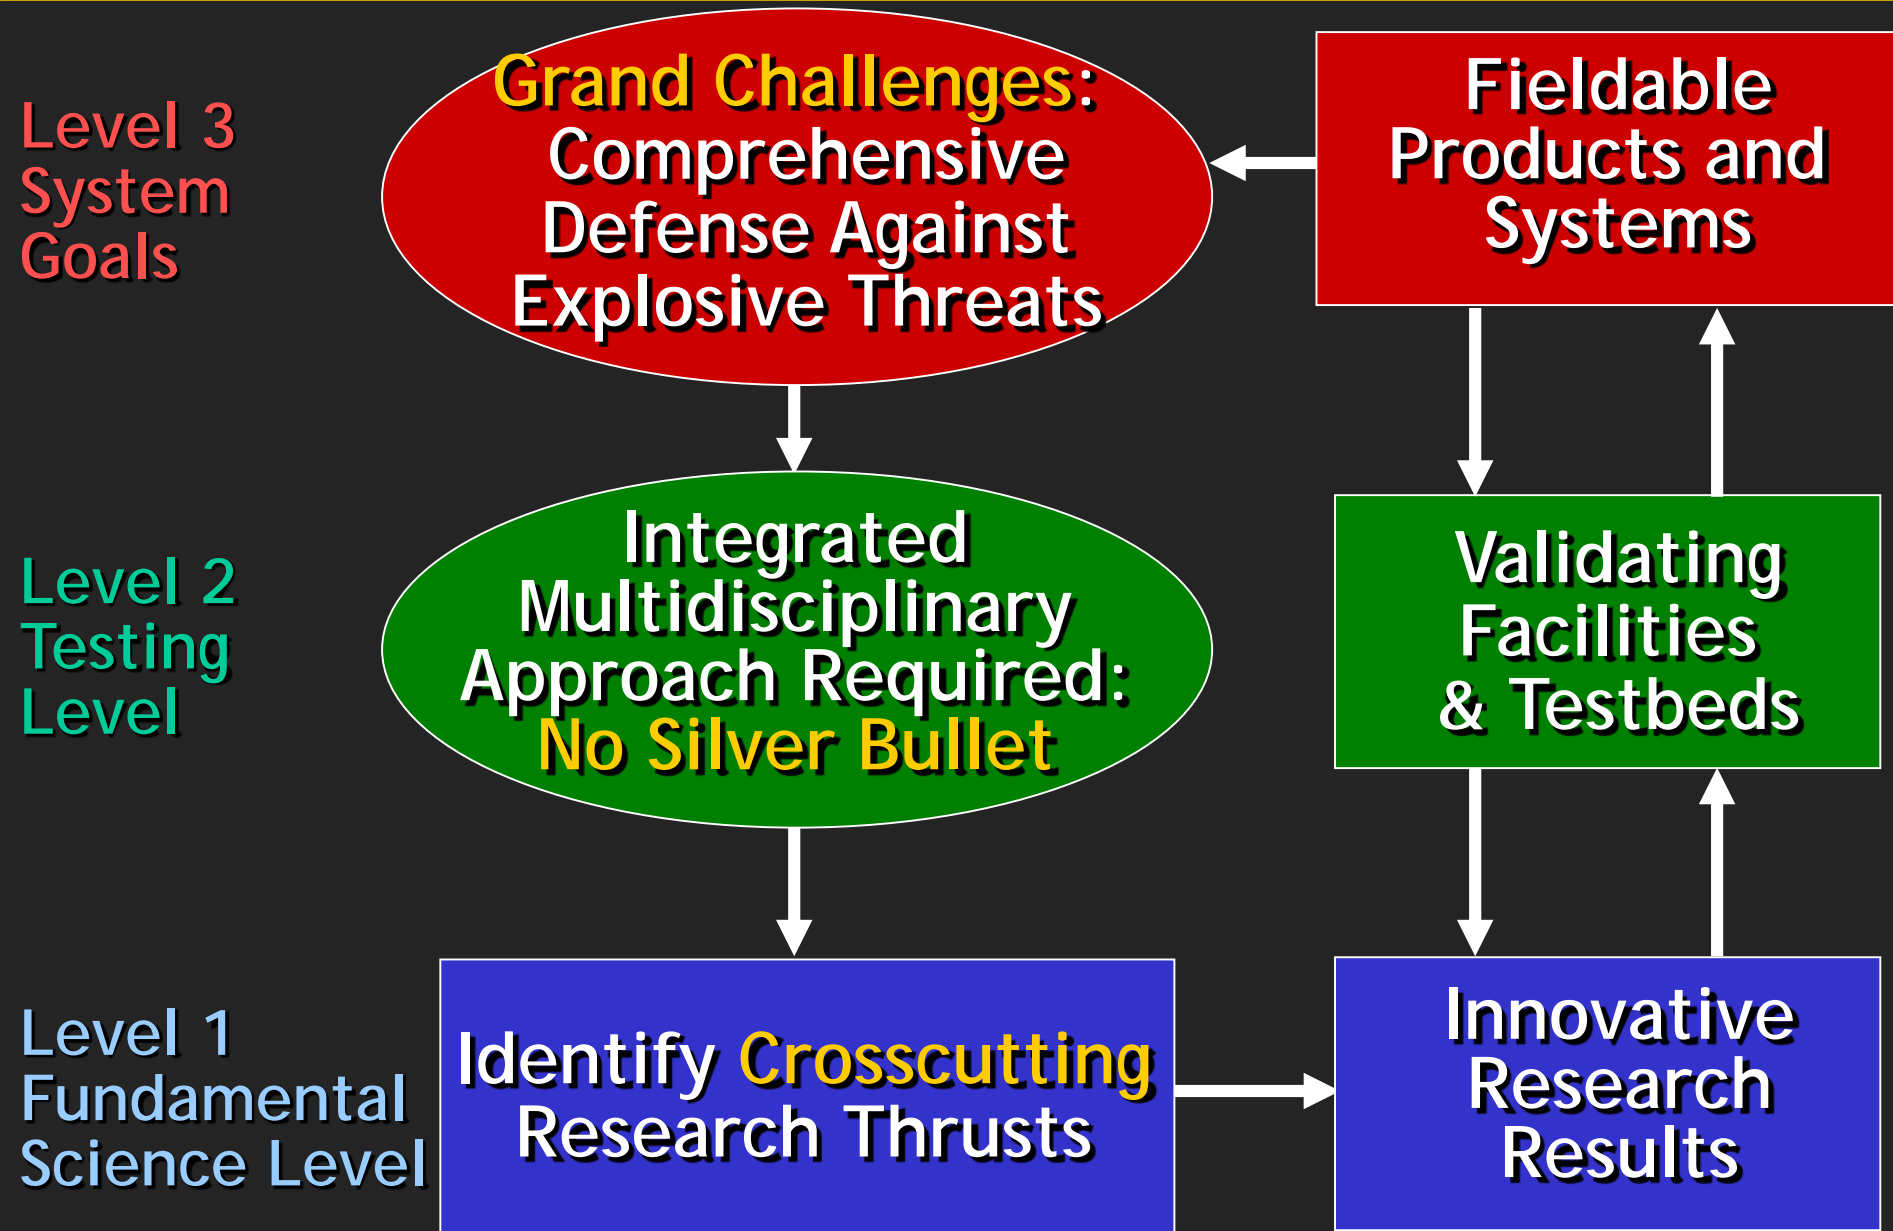 Level 3
System
Goals
Grand Challenges:
Comprehensive
Defense Against
Explosive Threats
Fieldable
Products and
Systems
Level 2
Testing
Level
Integrated
Multidisciplinary
Approach Required:
No Silver Bullet
Validating
Facilities
& Testbeds
Level 1
Fundamental
Science Level
Identify Crosscutting
Research Thrusts
Innovative
Research
Results